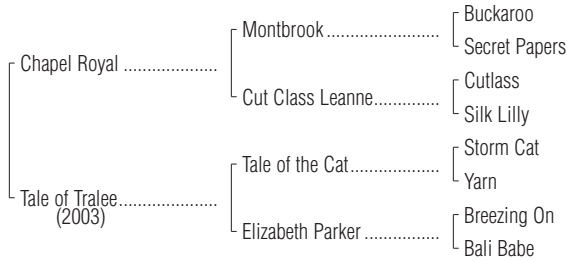 Buckaroo
Montbrook ........................
Secret Papers
Chapel Royal ....................
Cutlass
Cut Class Leanne..............
Silk Lilly
Storm Cat
Tale of the Cat...................
Yarn
Tale of Tralee.....................
(2003)
Breezing On
Elizabeth Parker ................
Bali Babe